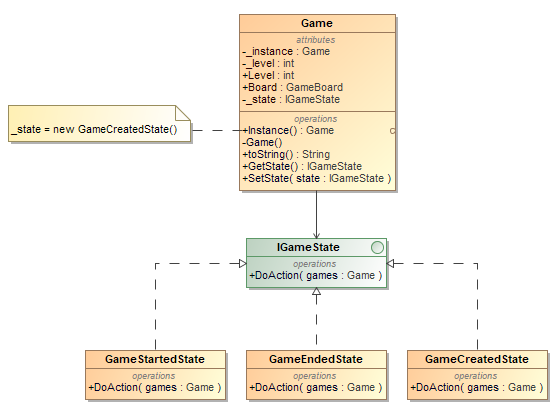 Game
attributes
-_instance : Game
-_level : int
+Level : int
+Board : GameBoard
-_state : IGameState
operations
+Instance() : Game
-Game()
+toString() : String
+GetState() : IGameState
+SetState( state : IGameState )
_state = new GameCreatedState()
IGameState
operations
+DoAction( games : Game )
GameStartedState
operations
+DoAction( games : Game )
GameEndedState
operations
+DoAction( games : Game )
GameCreatedState
operations
+DoAction( games : Game )